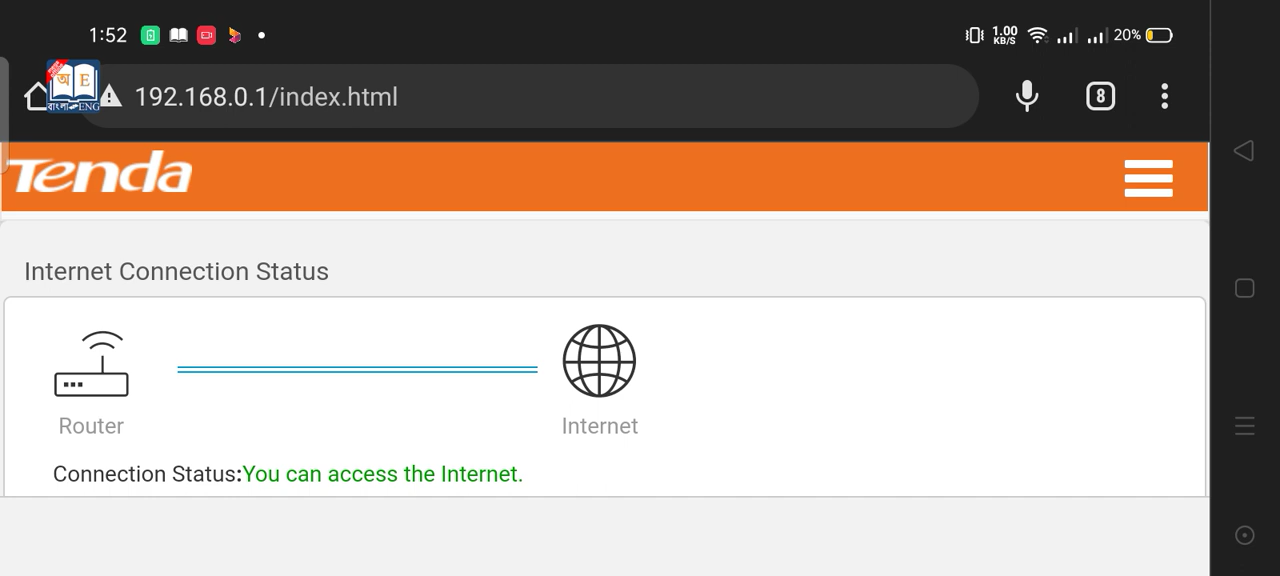 1:52
1.00
KB/S
20%
অ E
বাংলা ENG
192.168.0.1/index.html
8
Tenda
Internet Connection Status
Router
Internet
Connection Status:You can access the Internet.